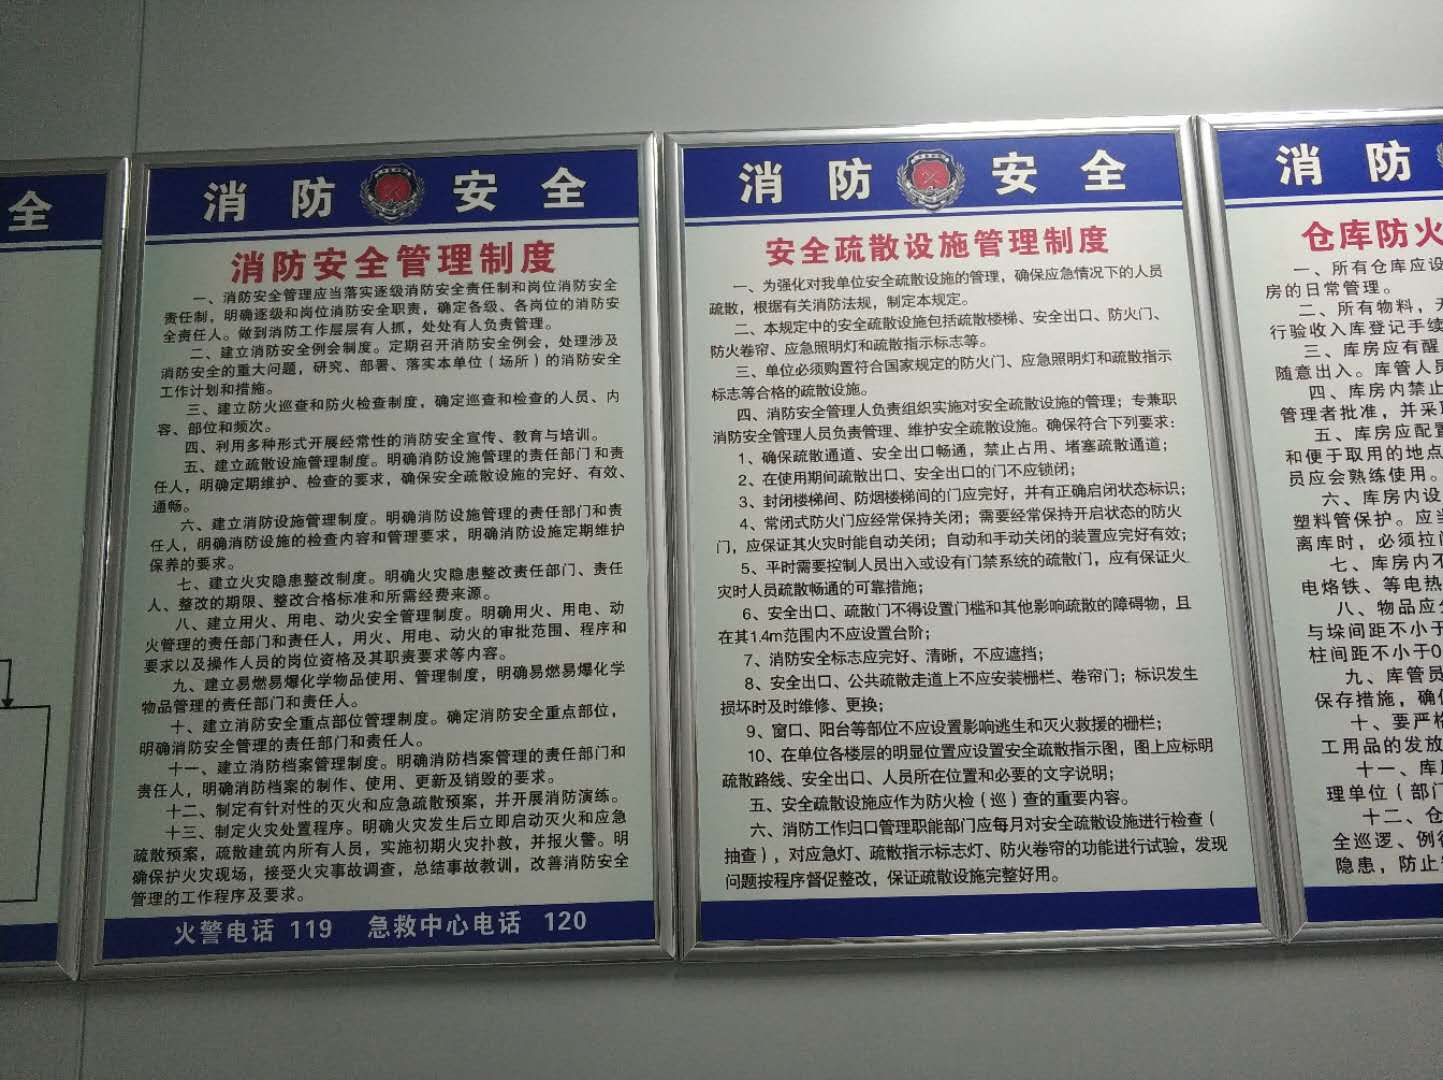 全
消防安全
消防安全管理制度
一、消防安全管理应当落实逐级消防安全责任制和岗位消防安全
责任制，明确逐级和岗位消防安全职责，确定各级、各岗位的消防安
全责任人。做到消防工作层层有人抓，处处有人负责管理。
二、建立消防安全例会制度。定期召开消防安全例会，处理涉及
消防安全的重大问题，研究、部署、落实本单位（场所）的消防安全
工作计划和措施。
三、建立防火巡查和防火检查制度，确定巡查和检查的人员、内
容、部位和频次。
四、利用多种形式开展经常性的消防安全宣传、教育与培训。
五、建立疏散设施管理制度。明确消防设施管理的责任部门和责
任人，明确定期维护、检查的要求，确保安全疏散设施的完好、有效、
通畅。
六、建立消防设施管理制度。明确消防设施管理的责任部门和责
任人，明确消防设施的检查内容和管理要求，明确消防设施定期维护
保养的要求。
七、建立火灾隐患整改制度。明确火灾隐患整改责任部门、责任
人、整改的期限、整改合格标准和所需经费来源。
八、建立用火、用电、动火安全管理制度。明确用火、用电、动
火管理的责任部门和责任人，用火、用电、动火的审批范围、程序和
要求以及操作人员的岗位资格及其职责要求等内容。
九、建立易燃易爆化学物品使用、管理制度，明确易燃易爆化学
物品管理的责任部门和责任人。
十、建立消防安全重点部位管理制度。确定消防安全重点部位，
明确消防安全管理的责任部门和责任人。
十一、建立消防档案管理制度。明确消防档案管理的责任部门和
责任人，明确消防档案的制作、使用、更新及销毁的要求。
十二、制定有针对性的灭火和应急疏散预案，并开展消防演练。
十三、制定火灾处置程序。明确火灾发生后立即启动灭火和应急
疏散预案，疏散建筑内所有人员，实施初期火灾扑救，并报火警。明
确保护火灾现场，接受火灾事故调查，总结事故教训，改善消防安全
管理的工作程序及要求。
火警电话 119 急救中心电话 120
消防安全
安全疏散设施管理制度
一、为强化对我单位安全疏散设施的管理，确保应急情况下的人员
疏散，根据有关消防法规，制定本规定。
二、本规定中的安全疏散设施包括疏散楼梯、安全出口、防火门、
防火卷帘、应急照明灯和疏散指示标志等。
三、单位必须购置符合国家规定的防火门、应急照明灯和疏散指示
标志等合格的疏散设施。
四、消防安全管理人负责组织实施对安全疏散设施的管理；专兼职
消防安全管理人员负责管理、维护安全疏散设施。确保符合下列要求：
1、确保疏散通道、安全出口畅通，禁止占用、堵塞疏散通道；
2、在使用期间疏散出口、安全出口的门不应锁闭；
3、封闭楼梯间、防烟楼梯间的门应完好，并有正确启闭状态标识；
4、常闭式防火门应经常保持关闭；需要经常保持开启状态的防火
门，应保证其火灾时能自动关闭；自动和手动关闭的装置应完好有效；
5、平时需要控制人员出入或设有门禁系统的疏散门，应有保证火
灾时人员疏散畅通的可靠措施；
6、安全出口、疏散门不得设置门槛和其他影响疏散的障碍物，且
在其1.4m范围内不应设置台阶；
7、消防安全标志应完好、清晰，不应遮挡；
8、安全出口、公共疏散走道上不应安装栅栏、卷帘门；标识发生
损坏时及时维修、更换；
9、窗口、阳台等部位不应设置影响逃生和灭火救援的栅栏；
10、在单位各楼层的明显位置应设置安全疏散指示图，图上应标明
疏散路线、安全出口、人员所在位置和必要的文字说明；
五、安全疏散设施应作为防火检（巡）查的重要内容。
六、消防工作归口管理职能部门应每月对安全疏散设施进行检查（
抽查），对应急灯、疏散指示标志灯、防火卷帘的功能进行试验，发现
问题按程序督促整改，保证疏散设施完整好用。
消防
仓库防火
一、所有仓库应设
房的日常管理。
二、所有物料，
行验收入库登记手续
三、库房应有醒
随意出入。库管人员
四、库房内禁止
管理者批准，并采取
五、库房应配置
和便于取用的地点
员应会熟练使用。
六、库房内设
塑料管保护。应当
离库时，必须拉
七、库房内不
电烙铁、等电热
八、物品应分
与垛间距不小于
柱间距不小于0
九、库管员
保存措施，确
十、要严格
工用品的发放
十一、库
理单位（部门
十二、仓
全巡逻、例行
隐患，防止